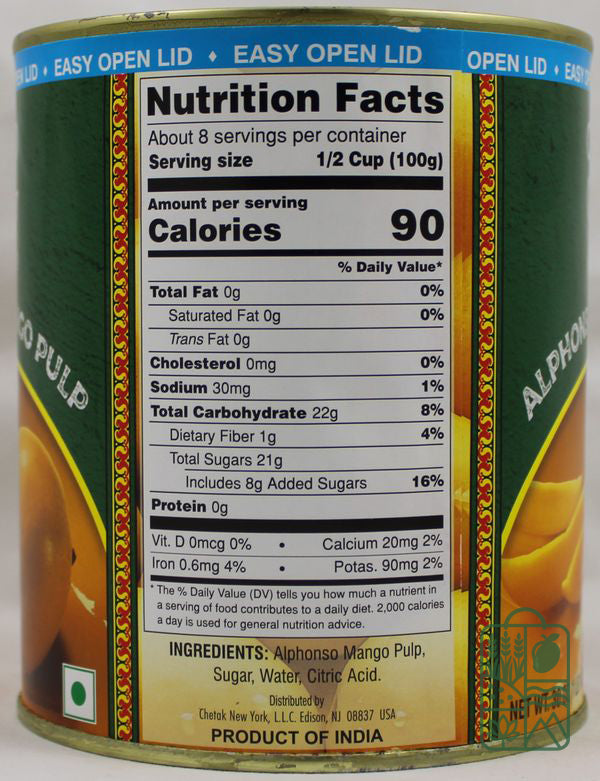 EASY OPEN LID ♦ EASY OPEN LID
OPEN LID ♦ EASY
Nutrition Facts
About 8 servings per container
Serving size 1/2 Cup (100g)
Amount per serving
Calories 90
% Daily Value*
Total Fat 0g 0%
Saturated Fat 0g 0%
Trans Fat 0g
Cholesterol 0mg 0%
Sodium 30mg 1%
Total Carbohydrate 22g 8%
Dietary Fiber 1g 4%
Total Sugars 21g
Includes 8g Added Sugars 16%
Protein 0g
Vit. D 0mcg 0% • Calcium 20mg 2%
Iron 0.6mg 4% • Potas. 90mg 2%
* The % Daily Value (DV) tells you how much a nutrient in
a serving of food contributes to a daily diet. 2,000 calories
a day is used for general nutrition advice.
INGREDIENTS: Alphonso Mango Pulp,
Sugar, Water, Citric Acid.
Distributed by
Chetak New York, L.L.C. Edison, NJ 08837 USA
PRODUCT OF INDIA
PULP
NET WT.